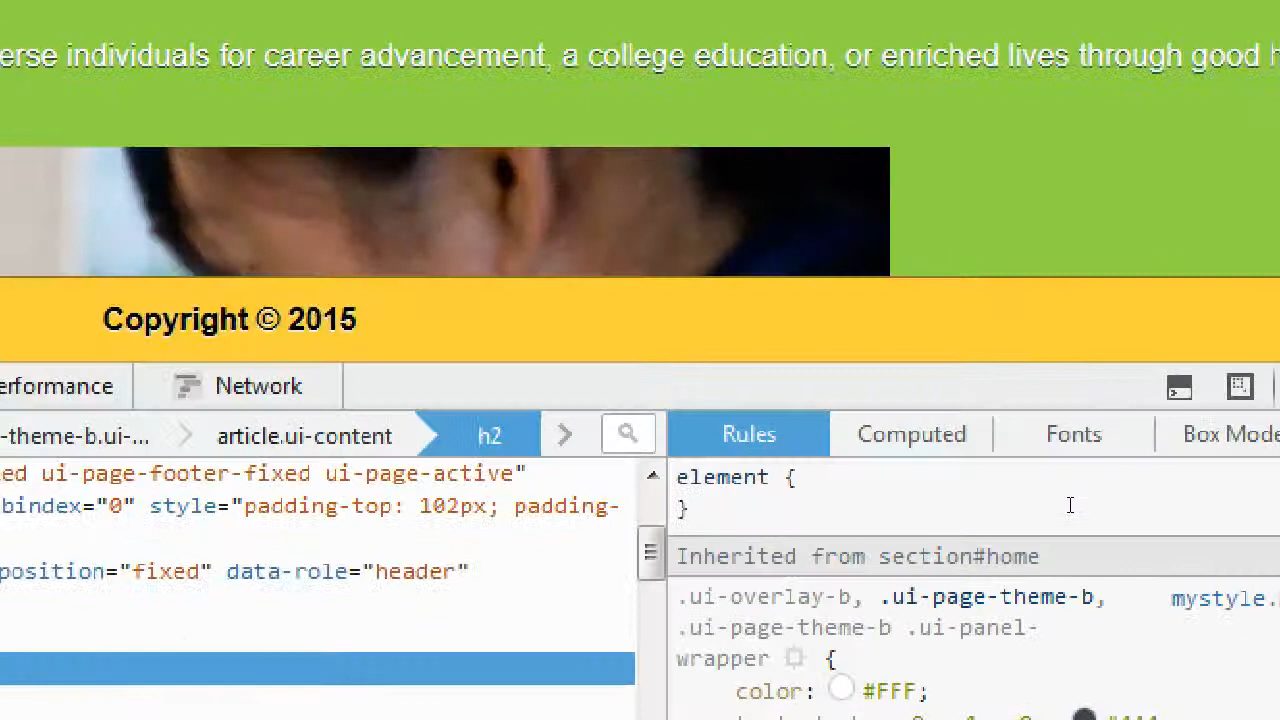 erse individuals for career advancement, a college education, or enriched lives through good h
Copyright © 2015
erformance Network
-theme-b.ui-... article.ui-content h2 Rules Computed Fonts Box Mode
ed ui-page-footer-fixed ui-page-active"
bindex="0" style="padding-top: 102px; padding-
position="fixed" data-role="header"
element {
}
Inherited from section#home
.ui-overlay-b, .ui-page-theme-b, mystyle.
.ui-page-theme-b .ui-panel-
wrapper {
color: #FFF;